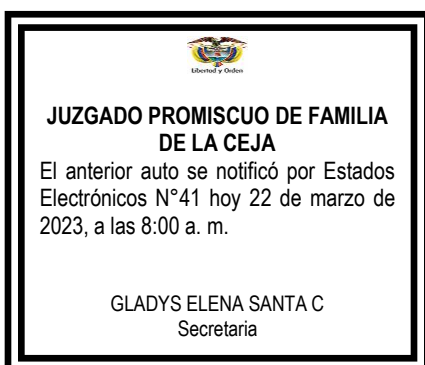 Libertad y Orden
JUZGADO PROMISCUO DE FAMILIA
DE LA CEJA
El anterior auto se notificó por Estados
Electrónicos N°41 hoy 22 de marzo de
2023, a las 8:00 a. m.
GLADYS ELENA SANTA C
Secretaria